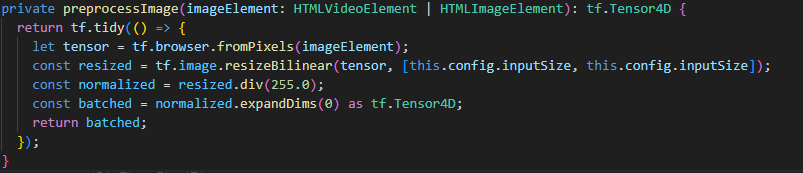 private preprocessImage(imageElement: HTMLVideoElement | HTMLImageElement): tf.Tensor4D {
  return tf.tidy(() => {
    let tensor = tf.browser.fromPixels(imageElement);
    const resized = tf.image.resizeBilinear(tensor, [this.config.inputSize, this.config.inputSize]);
    const normalized = resized.div(255.0);
    const batched = normalized.expandDims(0) as tf.Tensor4D;
    return batched;
  });
}